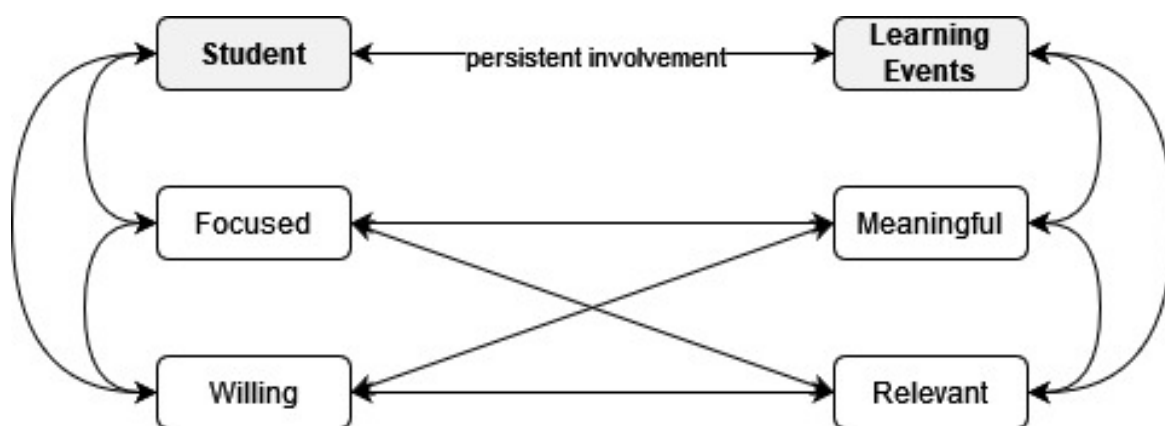 Student
persistent involvement
Learning
Events
Focused
Meaningful
Willing
Relevant